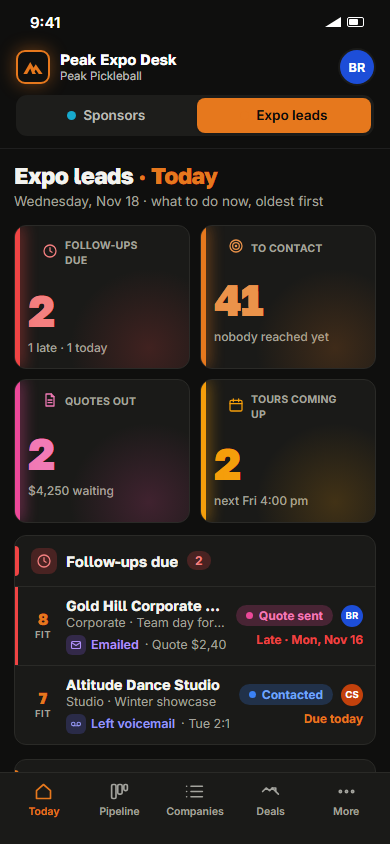 9:41
Peak Expo Desk
Peak Pickleball
BR
Sponsors
Expo leads
Expo leads · Today
Wednesday, Nov 18 · what to do now, oldest first
FOLLOW-UPS
DUE
2
1 late · 1 today
TO CONTACT
41
nobody reached yet
QUOTES OUT
2
$4,250 waiting
TOURS COMING
UP
2
next Fri 4:00 pm
Follow-ups due 2
8
FIT
Gold Hill Corporate ...
Corporate · Team day for...
Emailed · Quote $2,40
Quote sent
BR
Late · Mon, Nov 16
7
FIT
Altitude Dance Studio
Studio · Winter showcase
Left voicemail · Tue 2:1
Contacted
CS
Due today
Today
Pipeline
Companies
Deals
More